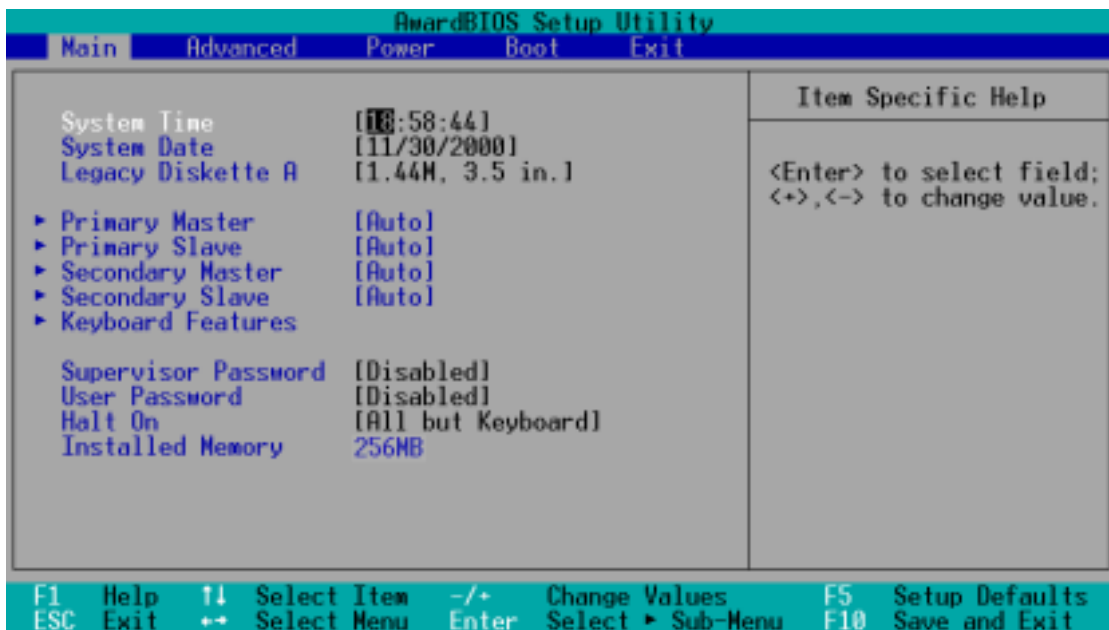 AwardBIOS Setup Utility
Main Advanced Power Boot Exit
Item Specific Help
System Time [18:58:44]
System Date [11/30/2000]
Legacy Diskette A [1.44M, 3.5 in.]
<Enter> to select field;
<+>,<-> to change value.
► Primary Master [Auto]
► Primary Slave [Auto]
► Secondary Master [Auto]
► Secondary Slave [Auto]
► Keyboard Features
Supervisor Password [Disabled]
User Password [Disabled]
Halt On [All but Keyboard]
Installed Memory 256MB
F1 Help ↑↓ Select Item -/+ Change Values F5 Setup Defaults
ESC Exit ←→ Select Menu Enter Select ► Sub-Menu F10 Save and Exit